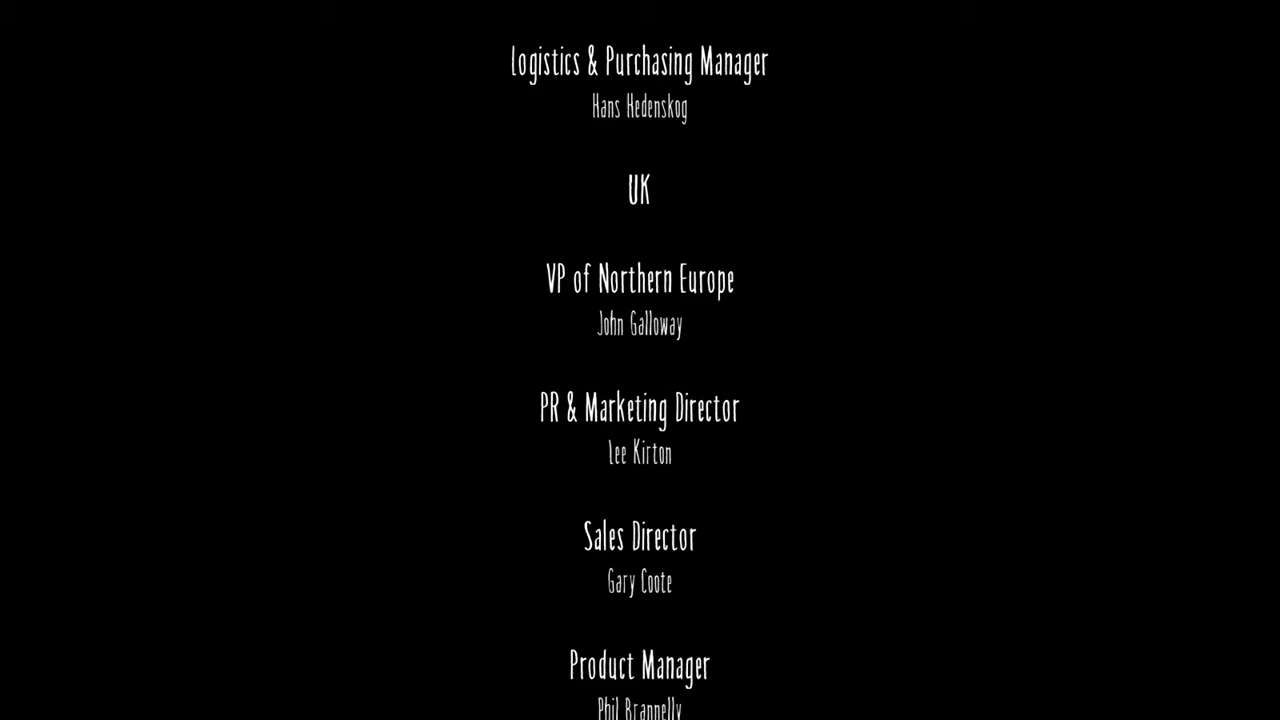 Logistics & Purchasing Manager
Hans Hedenskog
UK
VP of Northern Europe
John Galloway
PR & Marketing Director
Lee Kirton
Sales Director
Gary Coote
Product Manager
Phil Brannelly